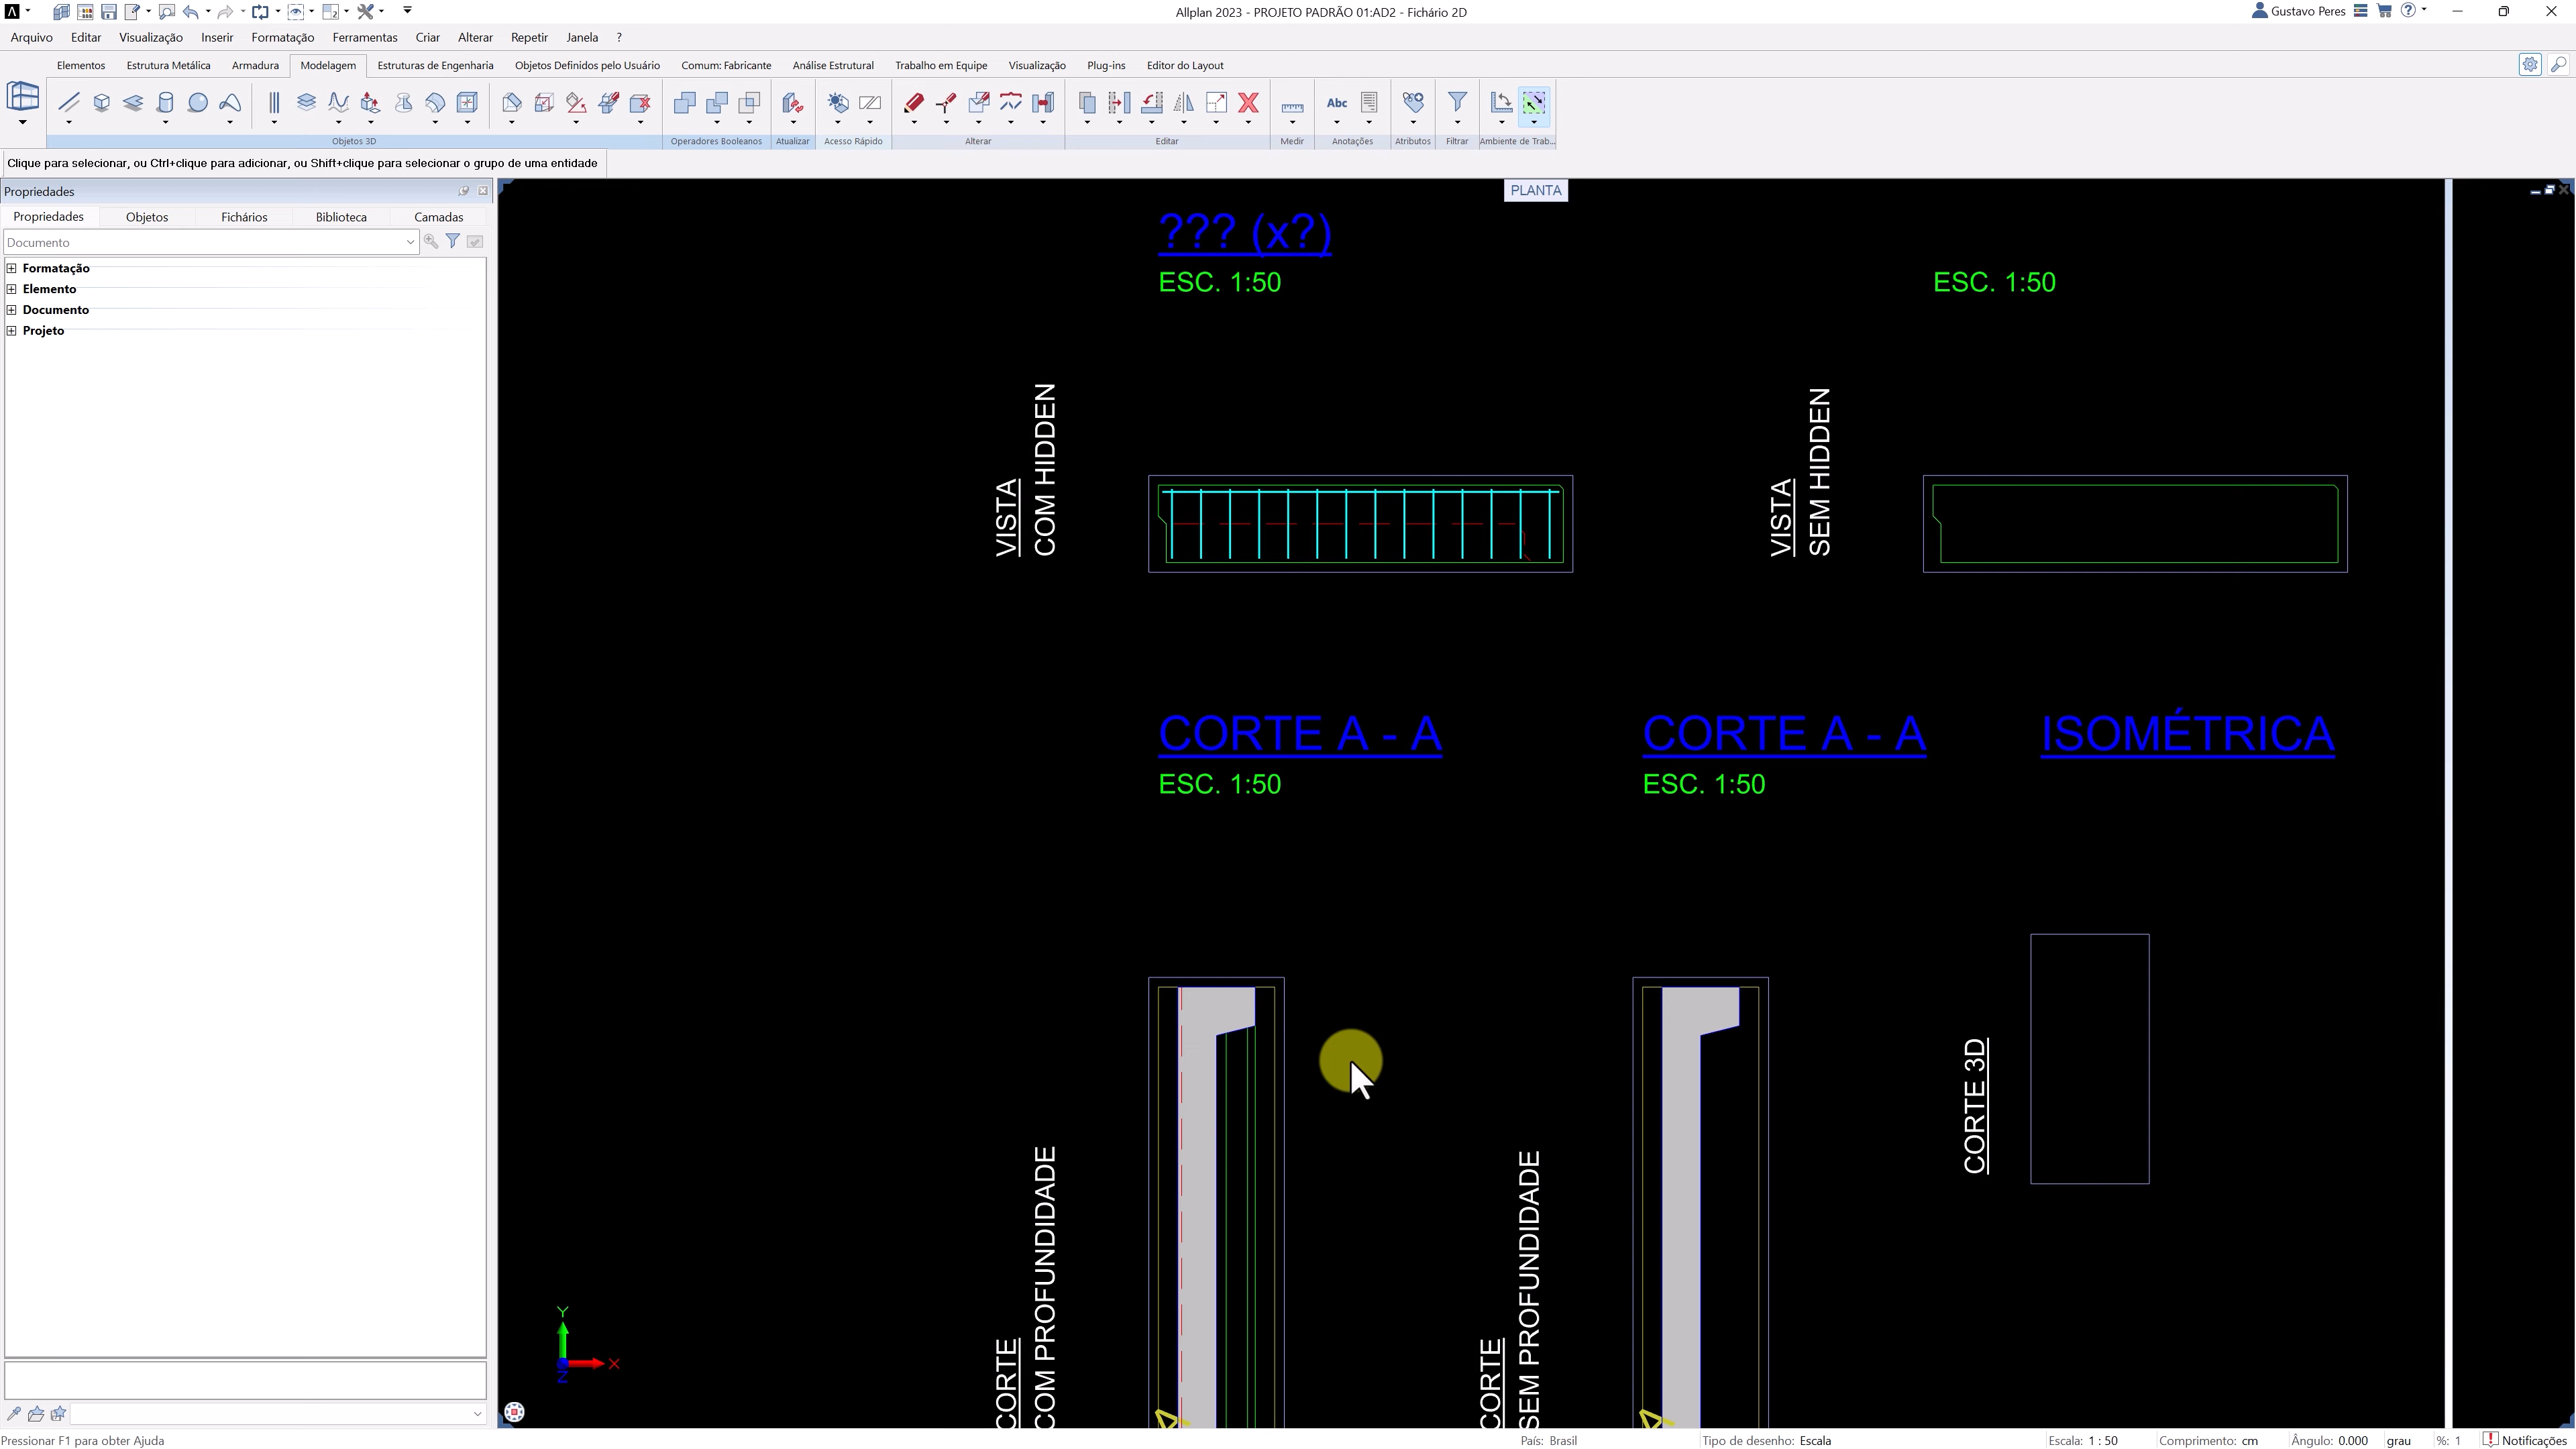 Allplan 2023 - PROJETO PADRÃO 01:AD2 - Fichário 2D
Gustavo Peres
Arquivo Editar Visualização Inserir Formatação Ferramentas Criar Alterar Repetir Janela ?
Elementos Estrutura Metálica Armadura Modelagem Estruturas de Engenharia Objetos Definidos pelo Usuário Comum: Fabricante Análise Estrutural Trabalho em Equipe Visualização Plug-ins Editor do Layout
Abc
Objetos 3D Operadores Booleanos Atualizar Acesso Rápido Alterar Editar Medir Anotações Atributos Filtrar Ambiente de Trab...
Clique para selecionar, ou Ctrl+clique para adicionar, ou Shift+clique para selecionar o grupo de uma entidade
Propriedades
Propriedades Objetos Fichários Biblioteca Camadas
Documento
Formatação
Elemento
Documento
Projeto
PLANTA
??? (x?)
ESC. 1:50
ESC. 1:50
VISTA
COM HIDDEN
VISTA
SEM HIDDEN
CORTE A - A
ESC. 1:50
CORTE A - A
ESC. 1:50
ISOMÉTRICA
CORTE
COM PROFUNDIDADE
CORTE
SEM PROFUNDIDADE
CORTE 3D
Y
X
Z
Pressionar F1 para obter Ajuda
País: Brasil
Tipo de desenho: Escala
Escala: 1 : 50
Comprimento: cm
Ângulo: 0.000 grau
%: 1
Notificações